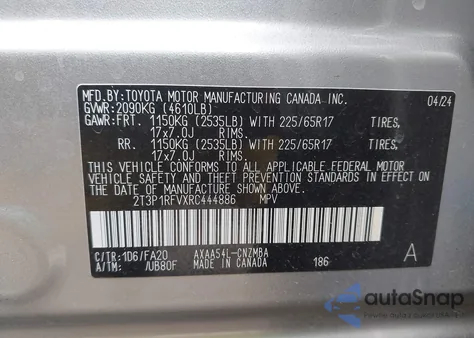 MFD.BY:TOYOTA MOTOR MANUFACTURING CANADA INC. 04/24
GVWR:2090KG (4610LB)
GAWR:FRT. 1150KG (2535LB) WITH 225/65R17 TIRES,
17x7.0J RIMS.
RR. 1150KG (2535LB) WITH 225/65R17 TIRES,
17x7.0J RIMS.
THIS VEHICLE CONFORMS TO ALL APPLICABLE FEDERAL MOTOR
VEHICLE SAFETY AND THEFT PREVENTION STANDARDS IN EFFECT
ON THE DATE OF MANUFACTURE SHOWN ABOVE.
2T3P1RFVXRC444886 MPV
C/TR:1D6/FA20 AXAA54L-CNZMBA
A/TM: /UB80F MADE IN CANADA 186 A
autoSnap